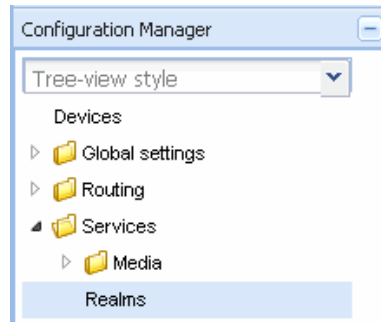 Configuration Manager
Tree-view style
Devices
Global settings
Routing
Services
Media
Realms